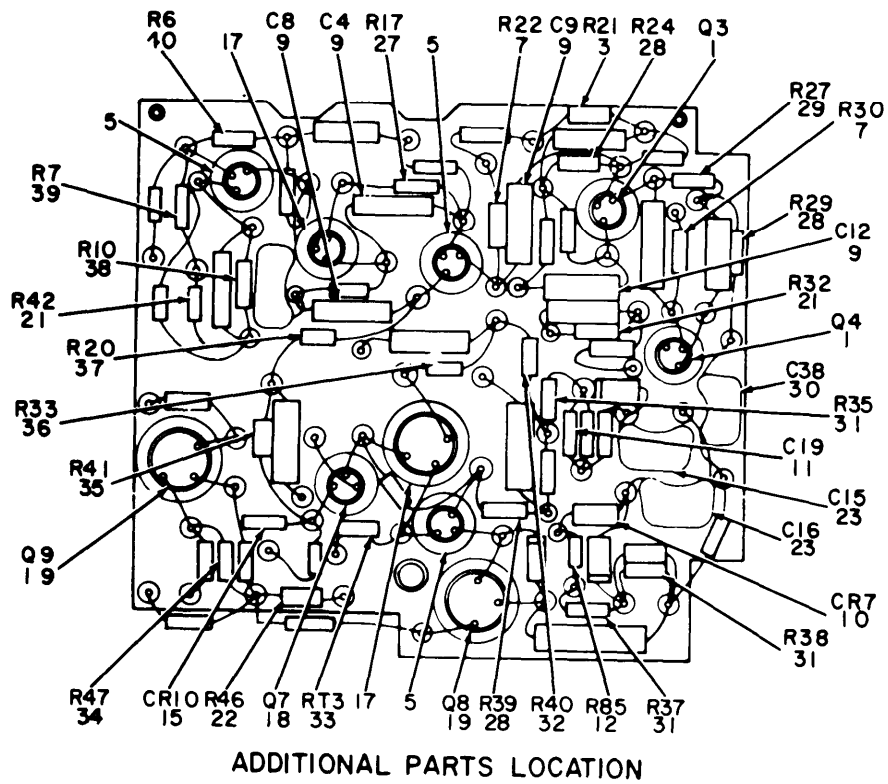 R6 C8 C4 R17 R22 C9 R21 R24 Q3
40 17 9 9 27 5 7 9 3 28 1
R27
29
R30
7
5
R7
39
R29
28
R10
38
C12
9
R42
21
R32
21
R20
37
Q4
1
C38
30
R33
36
R35
31
R41
35
C19
11
C15
23
C16
23
Q9
19
CR7
10
R38
31
R47 CR10 R46 Q7 RT3 17 5 Q8 R39 R40 R85 R37
34 15 22 18 33 19 28 32 12 31
ADDITIONAL PARTS LOCATION